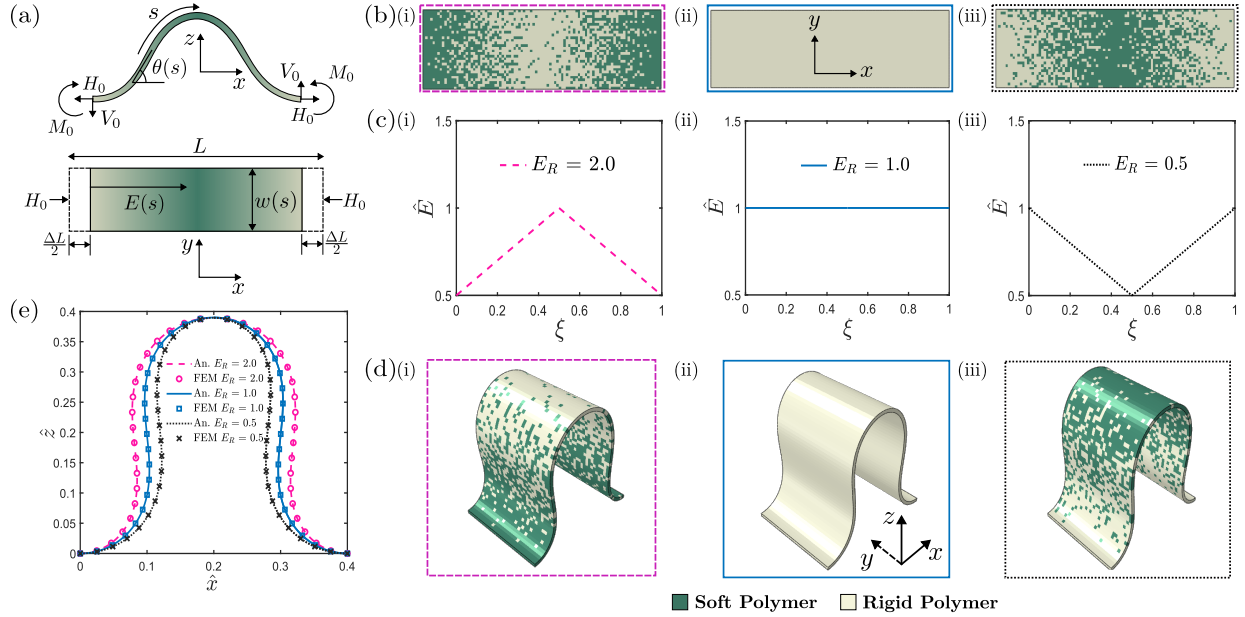 (a)
s
z
x
θ(s)
H₀
V₀
M₀
V₀
M₀
H₀
L
H₀
E(s)
w(s)
H₀
ΔL/2
ΔL/2
y
x
(b)(i)
(ii)
y
x
(iii)
(c)(i)
1.5
1
0.5
Ê
E_R = 2.0
0 0.2 0.4 0.6 0.8 1
ξ
(ii)
1.5
1
0.5
Ê
E_R = 1.0
0 0.2 0.4 0.6 0.8 1
ξ
(iii)
1.5
1
0.5
Ê
E_R = 0.5
0 0.2 0.4 0.6 0.8 1
ξ
(d)(i)
(ii)
z
y
x
(iii)
Soft Polymer
Rigid Polymer
(e)
0.4
0.35
0.3
0.25
0.2
0.15
0.1
0.05
0
ẑ
An. E_R = 2.0
FEM E_R = 2.0
An. E_R = 1.0
FEM E_R = 1.0
An. E_R = 0.5
FEM E_R = 0.5
0 0.1 0.2 0.3 0.4
x̂